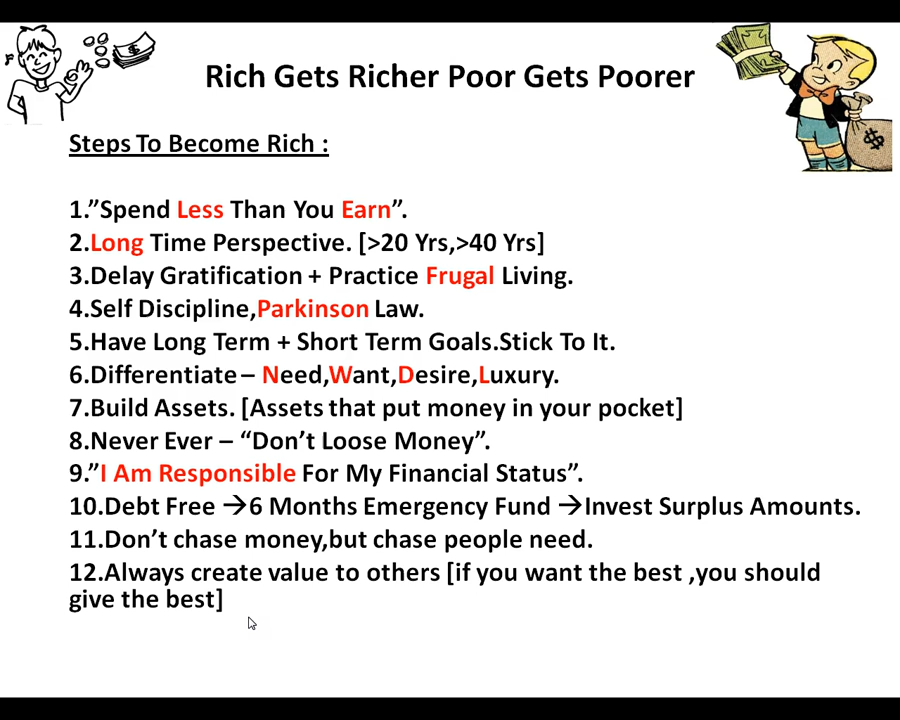 Rich Gets Richer Poor Gets Poorer
Steps To Become Rich :
1.”Spend Less Than You Earn”.
2.Long Time Perspective. [>20 Yrs,>40 Yrs]
3.Delay Gratification + Practice Frugal Living.
4.Self Discipline,Parkinson Law.
5.Have Long Term + Short Term Goals.Stick To It.
6.Differentiate – Need,Want,Desire,Luxury.
7.Build Assets. [Assets that put money in your pocket]
8.Never Ever – “Don’t Loose Money”.
9.”I Am Responsible For My Financial Status”.
10.Debt Free →6 Months Emergency Fund →Invest Surplus Amounts.
11.Don’t chase money,but chase people need.
12.Always create value to others [if you want the best ,you should
give the best]
$
$